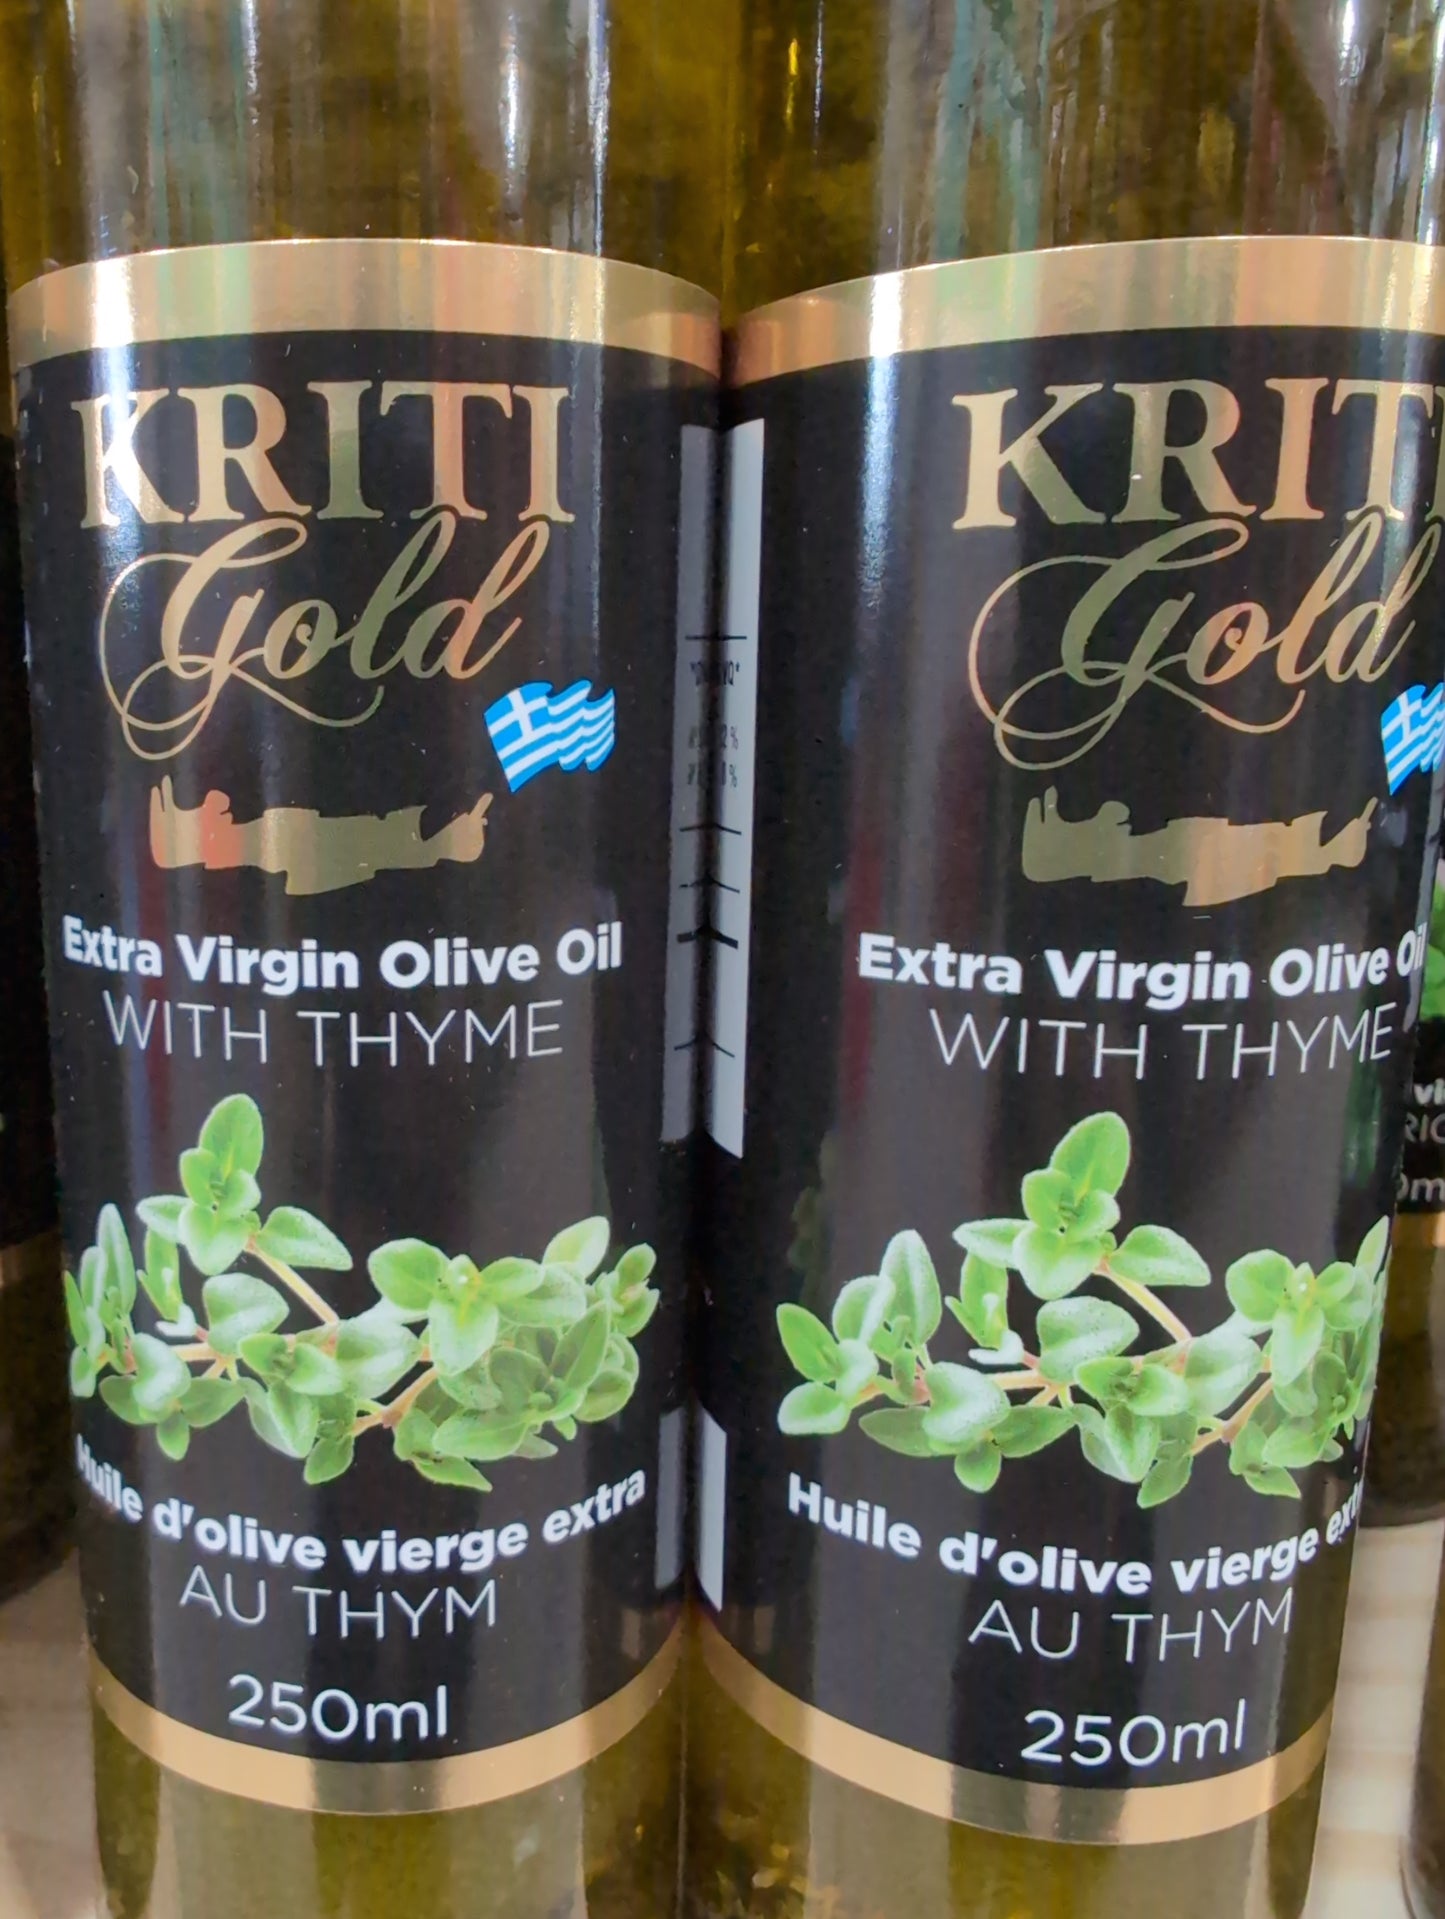 KRITI
Gold
Extra Virgin Olive Oil
WITH THYME
Huile d'olive vierge extra
AU THYM
250ml
KRITI
Gold
Extra Virgin Olive Oil
WITH THYME
Huile d'olive vierge
AU THYM
250ml